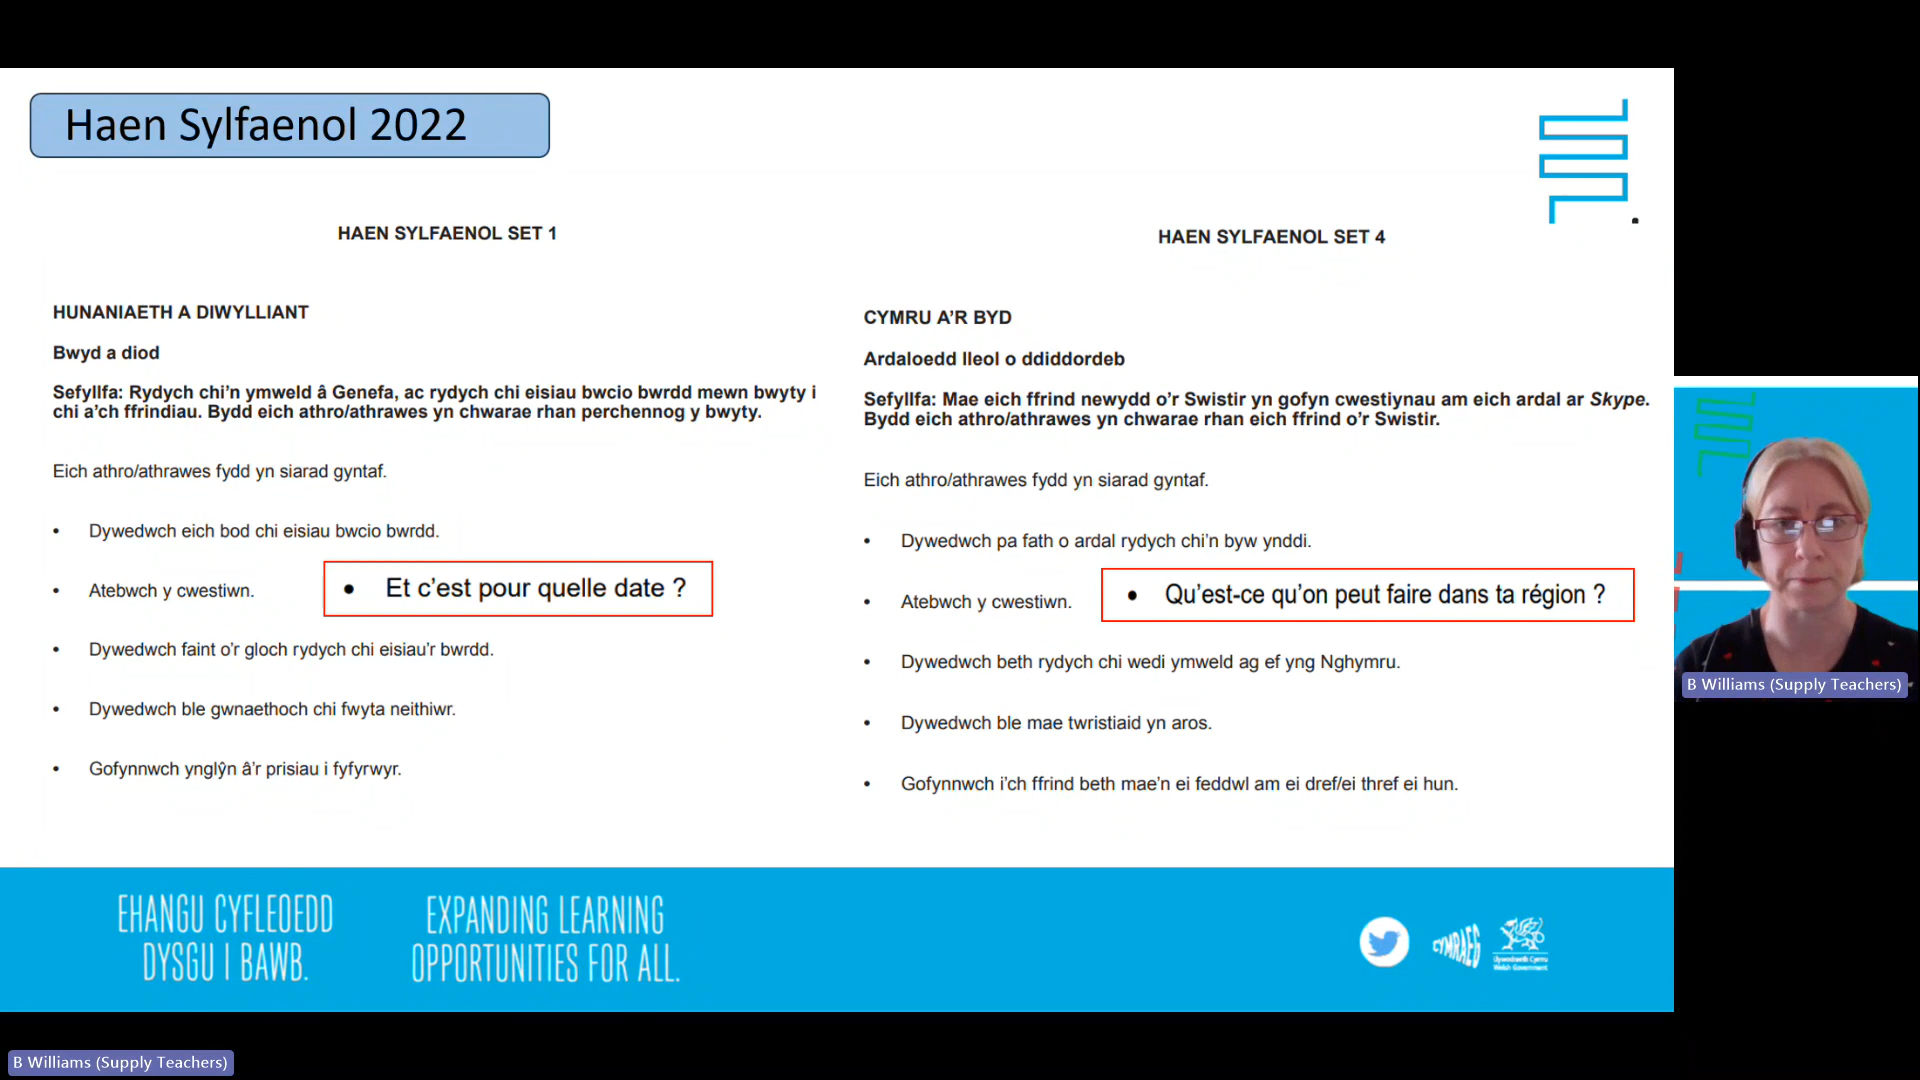 Haen Sylfaenol 2022
HAEN SYLFAENOL SET 1
HUNANIAETH A DIWYLLIANT
Bwyd a diod
Sefyllfa: Rydych chi’n ymweld â Genefa, ac rydych chi eisiau bwcio bwrdd mewn bwyty i
chi a’ch ffrindiau. Bydd eich athro/athrawes yn chwarae rhan perchennog y bwyty.
Eich athro/athrawes fydd yn siarad gyntaf.
• Dywedwch eich bod chi eisiau bwcio bwrdd.
• Atebwch y cwestiwn.
• Et c’est pour quelle date ?
• Dywedwch faint o’r gloch rydych chi eisiau’r bwrdd.
• Dywedwch ble gwnaethoch chi fwyta neithiwr.
• Gofynnwch ynglŷn â’r prisiau i fyfyrwyr.
HAEN SYLFAENOL SET 4
CYMRU A’R BYD
Ardaloedd lleol o ddiddordeb
Sefyllfa: Mae eich ffrind newydd o’r Swistir yn gofyn cwestiynau am eich ardal ar Skype.
Bydd eich athro/athrawes yn chwarae rhan eich ffrind o’r Swistir.
Eich athro/athrawes fydd yn siarad gyntaf.
• Dywedwch pa fath o ardal rydych chi’n byw ynddi.
• Atebwch y cwestiwn.
• Qu’est-ce qu’on peut faire dans ta région ?
• Dywedwch beth rydych chi wedi ymweld ag ef yng Nghymru.
• Dywedwch ble mae twristiaid yn aros.
• Gofynnwch i’ch ffrind beth mae’n ei feddwl am ei dref/ei thref ei hun.
EHANGU CYFLEOEDD
DYSGU I BAWB.
EXPANDING LEARNING
OPPORTUNITIES FOR ALL.
CYMRAEG
Llywodraeth Cymru
Welsh Government
B Williams (Supply Teachers)
B Williams (Supply Teachers)